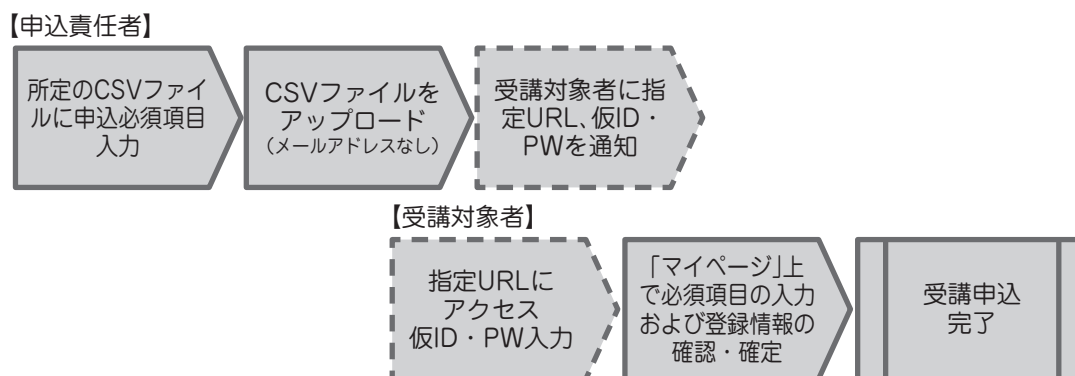 【申込責任者】
所定のCSVファイ
ルに申込必須項目
入力
CSVファイルを
アップロード
（メールアドレスなし）
受講対象者に指
定URL、仮ID・
PWを通知
【受講対象者】
指定URLに
アクセス
仮ID・PW入力
「マイページ」上
で必須項目の入力
および登録情報の
確認・確定
受講申込
完了